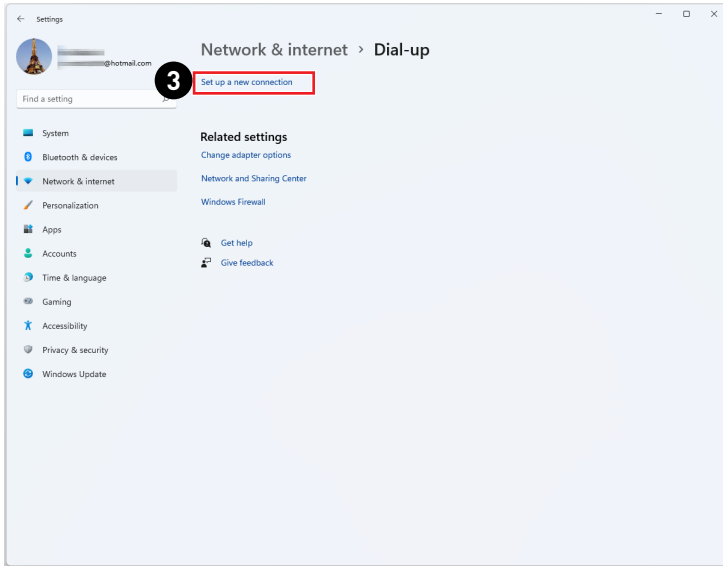 Settings
@hotmail.com
Find a setting
System
Bluetooth & devices
Network & internet
Personalization
Apps
Accounts
Time & language
Gaming
Accessibility
Privacy & security
Windows Update
Network & internet > Dial-up
3
Set up a new connection
Related settings
Change adapter options
Network and Sharing Center
Windows Firewall
Get help
Give feedback